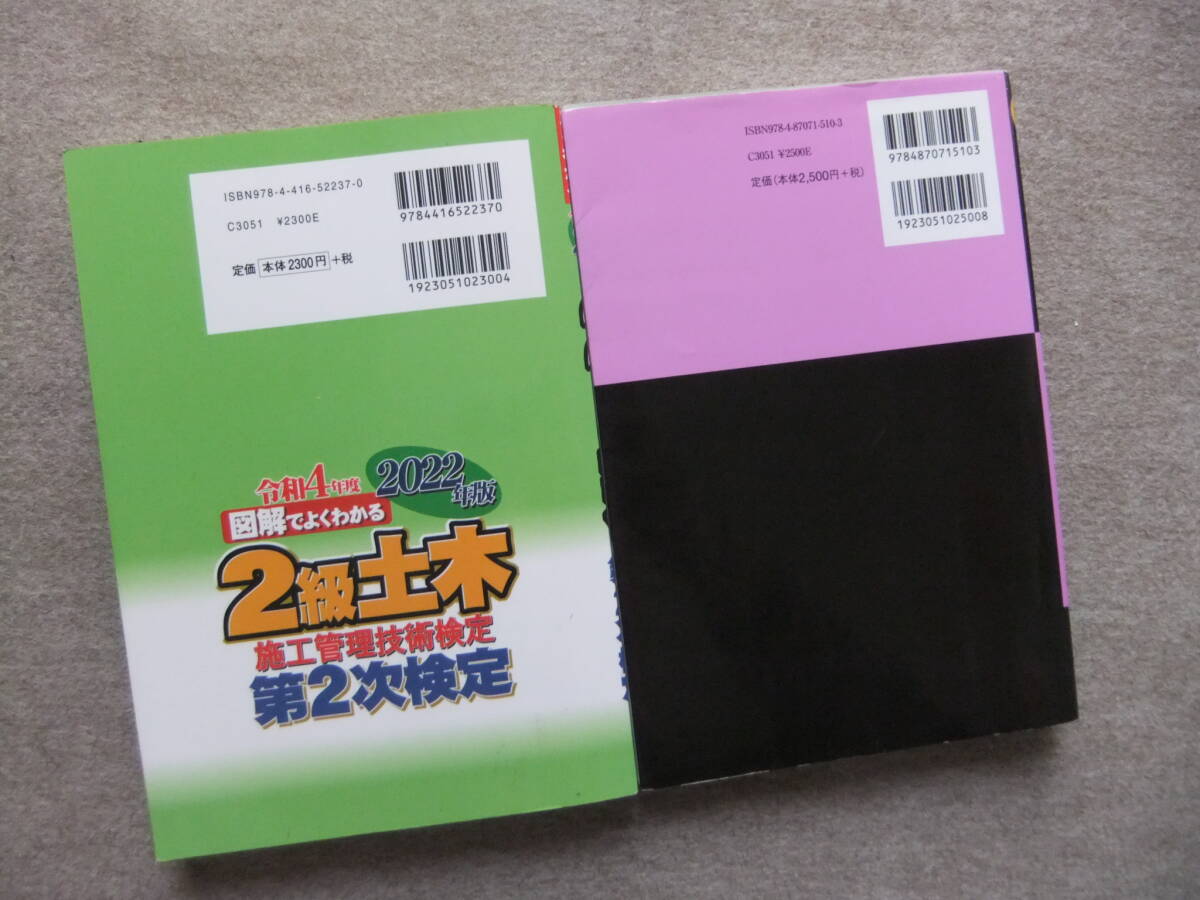 ISBN978-4-416-52237-0
C3051 ¥2300E
定価 本体2300円+税
9784416522370
1923051023004
令和4年度
2022年版
図解でよくわかる
2級土木
施工管理技術検定
第2次検定
ISBN978-4-87071-510-3
C3051 ¥2500E
定価(本体2,500円+税)
9784870715103
1923051025008